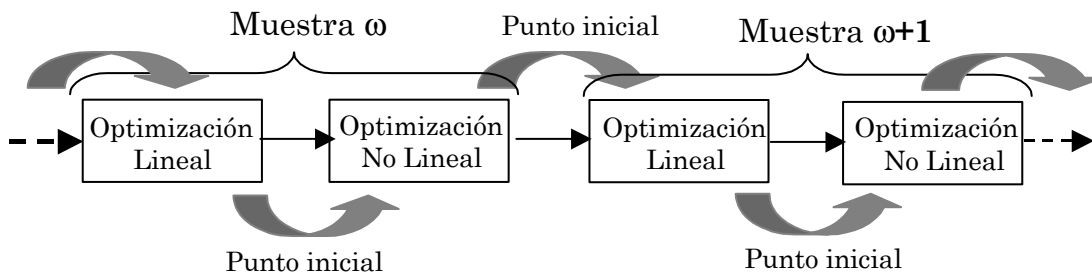 Muestra ω
Punto inicial
Muestra ω+1
Optimización
Lineal
Optimización
No Lineal
Optimización
Lineal
Optimización
No Lineal
Punto inicial
Punto inicial